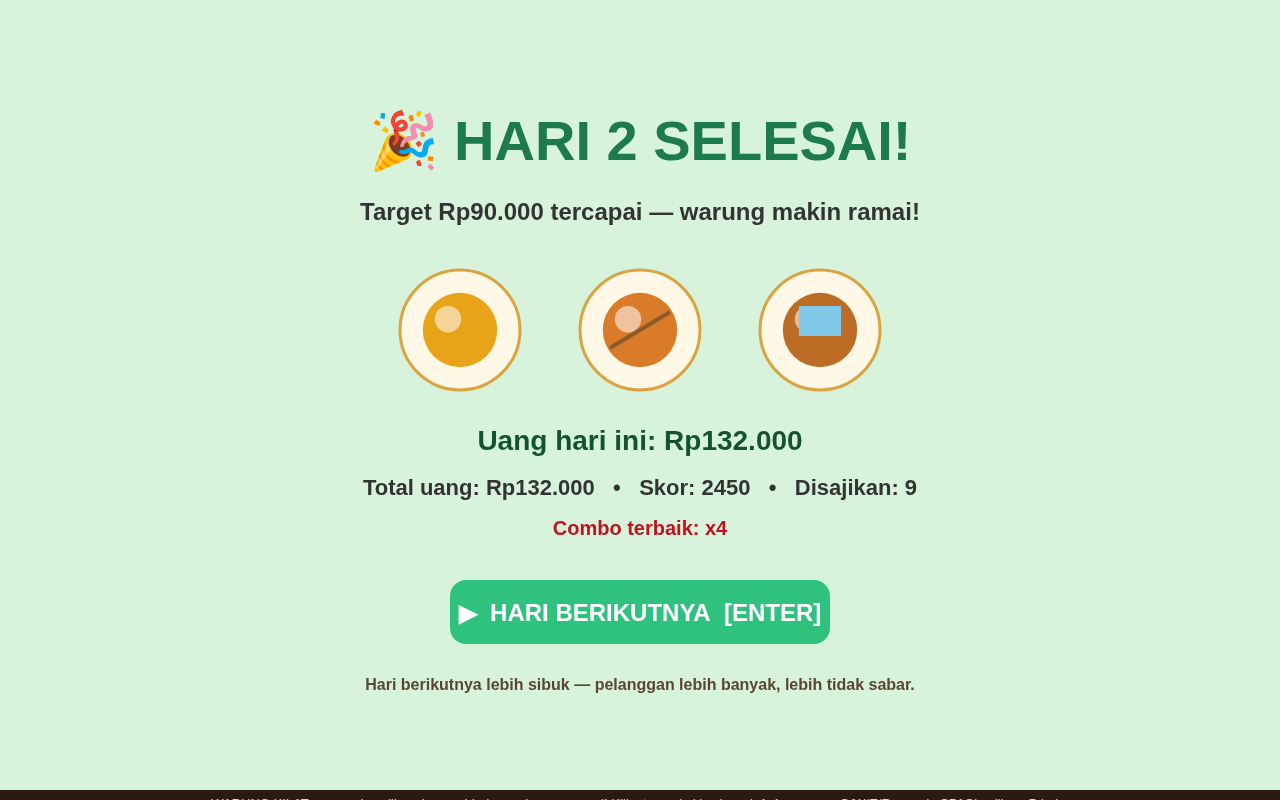 🎉 HARI 2 SELESAI!
Target Rp90.000 tercapai — warung makin ramai!
Uang hari ini: Rp132.000
Total uang: Rp132.000 • Skor: 2450 • Disajikan: 9
Combo terbaik: x4
▶ HARI BERIKUTNYA [ENTER]
Hari berikutnya lebih sibuk — pelanggan lebih banyak, lebih tidak sabar.